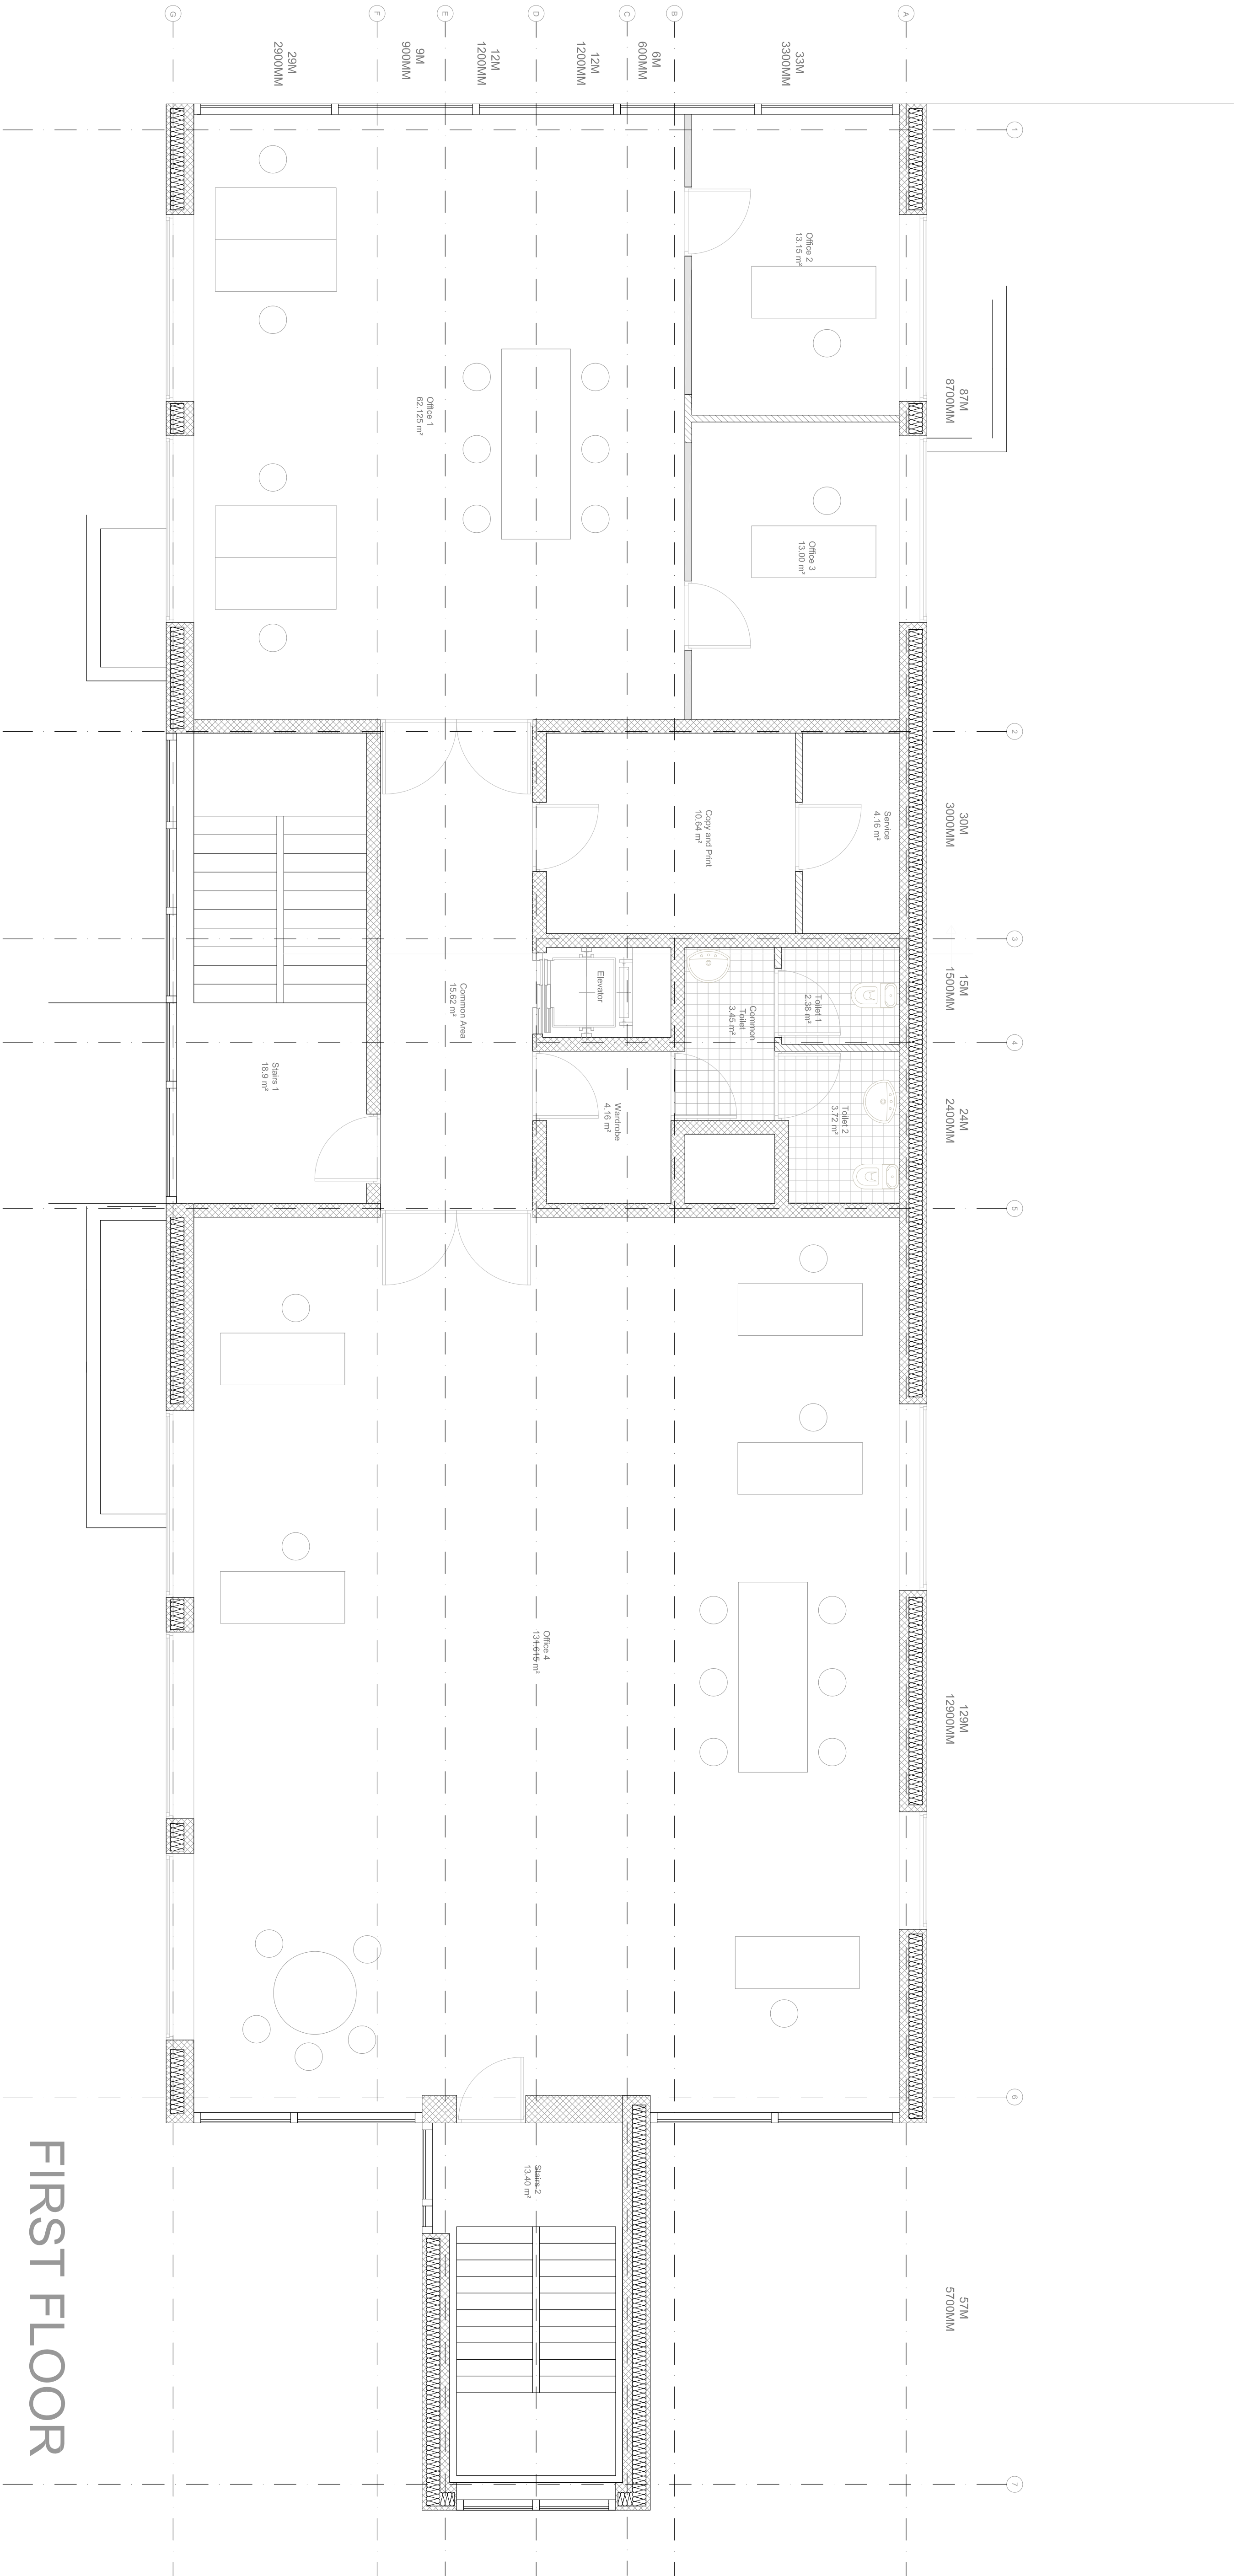 A
B
C
D
E
F
G
33M
3300MM
6M
600MM
12M
1200MM
12M
1200MM
9M
900MM
29M
2900MM
1
2
3
4
5
6
7
87M
8700MM
30M
3000MM
15M
1500MM
24M
2400MM
129M
12900MM
57M
5700MM
Office 2
13.15 m²
Office 3
13.00 m²
Office 1
62.125 m²
Service
4.16 m²
Copy and Print
10.64 m²
Toilet 1
2.38 m²
Common
Toilet
3.45 m²
Elevator
Toilet 2
3.72 m²
Wardrobe
4.16 m²
Common Area
15.62 m²
Stairs 1
18.9 m²
Office 4
131.615 m²
Stairs 2
13.40 m²
FIRST FLOOR